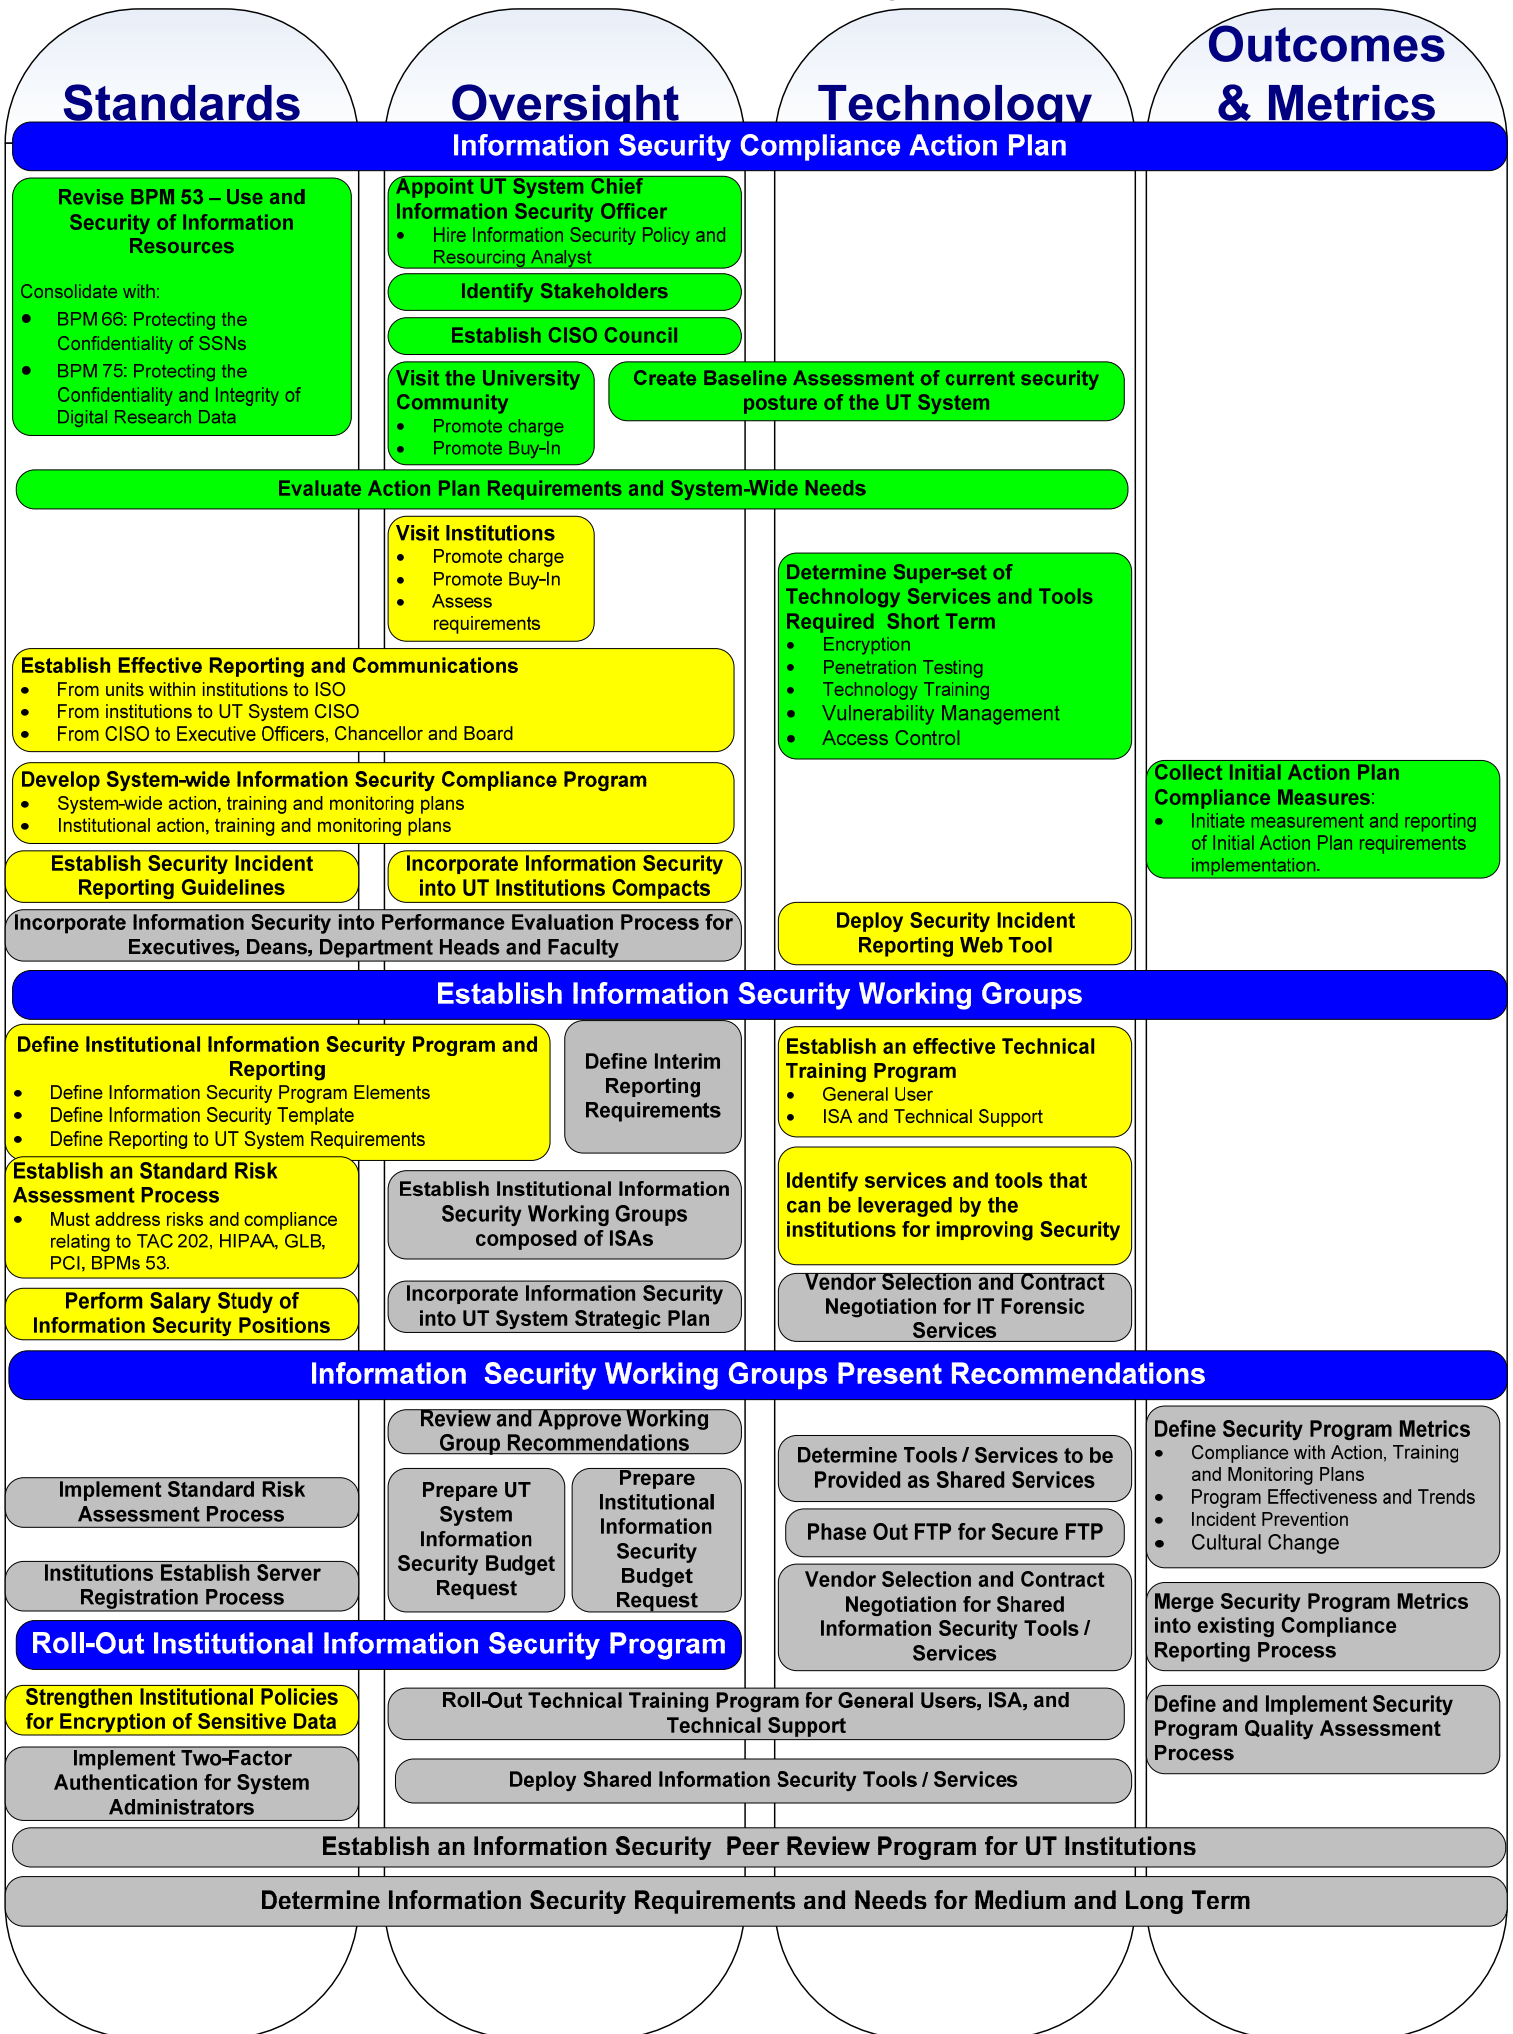 Standards
Oversight
Technology
Outcomes
& Metrics
Information Security Compliance Action Plan
Revise BPM 53 – Use and
Security of Information
Resources
Consolidate with:
• BPM 66: Protecting the
Confidentiality of SSNs
• BPM 75: Protecting the
Confidentiality and Integrity of
Digital Research Data
Appoint UT System Chief
Information Security Officer
• Hire Information Security Policy and
Resourcing Analyst
Identify Stakeholders
Establish CISO Council
Visit the University
Community
• Promote charge
• Promote Buy-In
Create Baseline Assessment of current security
posture of the UT System
Evaluate Action Plan Requirements and System-Wide Needs
Visit Institutions
• Promote charge
• Promote Buy-In
• Assess
requirements
Determine Super-set of
Technology Services and Tools
Required  Short Term
• Encryption
• Penetration Testing
• Technology Training
• Vulnerability Management
• Access Control
Establish Effective Reporting and Communications
• From units within institutions to ISO
• From institutions to UT System CISO
• From CISO to Executive Officers, Chancellor and Board
Develop System-wide Information Security Compliance Program
• System-wide action, training and monitoring plans
• Institutional action, training and monitoring plans
Collect Initial Action Plan
Compliance Measures:
• Initiate measurement and reporting
of Initial Action Plan requirements
implementation.
Establish Security Incident
Reporting Guidelines
Incorporate Information Security
into UT Institutions Compacts
Incorporate Information Security into Performance Evaluation Process for
Executives, Deans, Department Heads and Faculty
Deploy Security Incident
Reporting Web Tool
Establish Information Security Working Groups
Define Institutional Information Security Program and
Reporting
• Define Information Security Program Elements
• Define Information Security Template
• Define Reporting to UT System Requirements
Define Interim
Reporting
Requirements
Establish an effective Technical
Training Program
• General User
• ISA and Technical Support
Establish an Standard Risk
Assessment Process
• Must address risks and compliance
relating to TAC 202, HIPAA, GLB,
PCI, BPMs 53.
Establish Institutional Information
Security Working Groups
composed of ISAs
Identify services and tools that
can be leveraged by the
institutions for improving Security
Perform Salary Study of
Information Security Positions
Incorporate Information Security
into UT System Strategic Plan
Vendor Selection and Contract
Negotiation for IT Forensic
Services
Information  Security Working Groups Present Recommendations
Review and Approve Working
Group Recommendations
Determine Tools / Services to be
Provided as Shared Services
Define Security Program Metrics
• Compliance with Action, Training
and Monitoring Plans
• Program Effectiveness and Trends
• Incident Prevention
• Cultural Change
Implement Standard Risk
Assessment Process
Prepare UT
System
Information
Security Budget
Request
Prepare
Institutional
Information
Security
Budget
Request
Phase Out FTP for Secure FTP
Institutions Establish Server
Registration Process
Vendor Selection and Contract
Negotiation for Shared
Information Security Tools /
Services
Merge Security Program Metrics
into existing Compliance
Reporting Process
Roll-Out Institutional Information Security Program
Strengthen Institutional Policies
for Encryption of Sensitive Data
Roll-Out Technical Training Program for General Users, ISA, and
Technical Support
Define and Implement Security
Program Quality Assessment
Process
Implement Two-Factor
Authentication for System
Administrators
Deploy Shared Information Security Tools / Services
Establish an Information Security  Peer Review Program for UT Institutions
Determine Information Security Requirements and Needs for Medium and Long Term